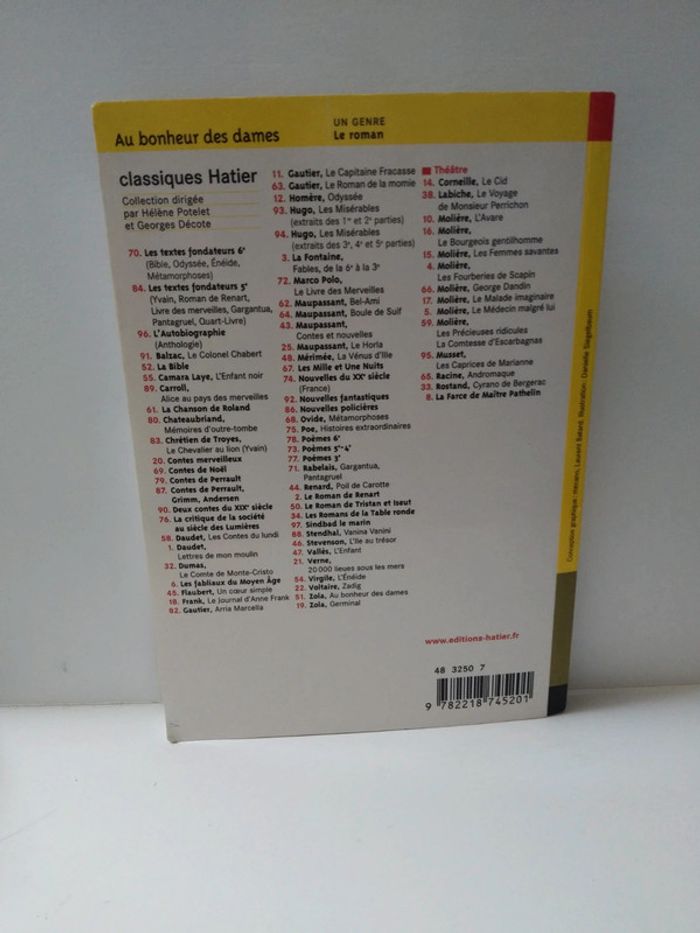 Au bonheur des dames
UN GENRE
Le roman
classiques Hatier
Collection dirigée
par Hélène Potelet
et Georges Décote
70. Les textes fondateurs 6e
(Bible, Odyssée, Énéide,
Métamorphoses)
84. Les textes fondateurs 5e
(Yvain, Roman de Renart,
Livre des merveilles, Gargantua,
Pantagruel, Quart-Livre)
96. L'Autobiographie
(Anthologie)
91. Balzac, Le Colonel Chabert
52. La Bible
55. Camara Laye, L'Enfant noir
89. Carroll,
Alice au pays des merveilles
61. La Chanson de Roland
80. Chateaubriand,
Mémoires d'outre-tombe
83. Chrétien de Troyes,
Le Chevalier au lion (Yvain)
20. Contes merveilleux
69. Contes de Noël
79. Contes de Perrault
87. Contes de Perrault,
Grimm, Andersen
90. Deux contes du XIXe siècle
76. La critique de la société
au siècle des Lumières
58. Daudet, Les Contes du lundi
1. Daudet,
Lettres de mon moulin
32. Dumas,
Le Comte de Monte-Cristo
6. Les fabliaux du Moyen Âge
45. Flaubert, Un cœur simple
18. Frank, Le Journal d'Anne Frank
82. Gautier, Arria Marcella
11. Gautier, Le Capitaine Fracasse
63. Gautier, Le Roman de la momie
12. Homère, Odyssée
93. Hugo, Les Misérables
(extraits des 1re et 2e parties)
94. Hugo, Les Misérables
(extraits des 3e, 4e et 5e parties)
3. La Fontaine,
Fables, de la 6e à la 3e
72. Marco Polo,
Le Livre des Merveilles
62. Maupassant, Bel-Ami
64. Maupassant, Boule de Suif
43. Maupassant,
Contes et nouvelles
25. Maupassant, Le Horla
48. Mérimée, La Vénus d'Ille
67. Les Mille et Une Nuits
74. Nouvelles du XXe siècle
(France)
92. Nouvelles fantastiques
86. Nouvelles policières
68. Ovide, Métamorphoses
75. Poe, Histoires extraordinaires
78. Poèmes 6e
73. Poèmes 5e-4e
77. Poèmes 3e
71. Rabelais, Gargantua,
Pantagruel
44. Renard, Poil de Carotte
2. Le Roman de Renart
50. Le Roman de Tristan et Iseut
34. Les Romans de la Table ronde
97. Sindbad le marin
88. Stendhal, Vanina Vanini
46. Stevenson, L'île au trésor
47. Vallès, L'Enfant
21. Verne,
20 000 lieues sous les mers
54. Virgile, L'Énéide
22. Voltaire, Zadig
51. Zola, Au bonheur des dames
19. Zola, Germinal
Théâtre
14. Corneille, Le Cid
38. Labiche, Le Voyage
de Monsieur Perrichon
10. Molière, L'Avare
16. Molière,
Le Bourgeois gentilhomme
15. Molière, Les Femmes savantes
4. Molière,
Les Fourberies de Scapin
66. Molière, George Dandin
17. Molière, Le Malade imaginaire
5. Molière, Le Médecin malgré lui
59. Molière,
Les Précieuses ridicules
La Comtesse d'Escarbagnas
95. Musset,
Les Caprices de Marianne
65. Racine, Andromaque
33. Rostand, Cyrano de Bergerac
8. La Farce de Maître Pathelin
www.editions-hatier.fr
48 3250 7
9 782218 745201
Conception graphique : mecano, Laurent Batard. Illustration : Danielle